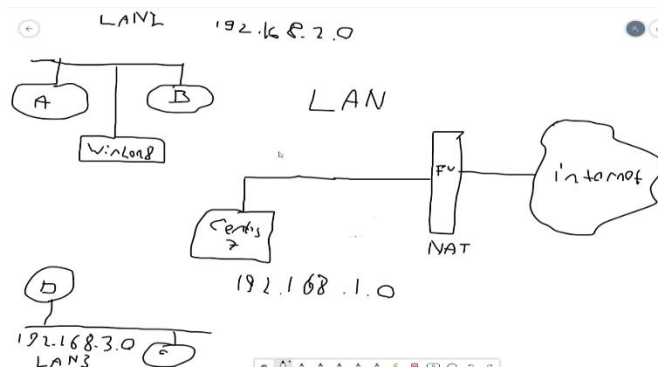 LAN2 192.168.2.0
A
B
LAN
Win2008
FW
internet
Centos
7
NAT
192.168.1.0
D
192.168.3.0
LAN3
C